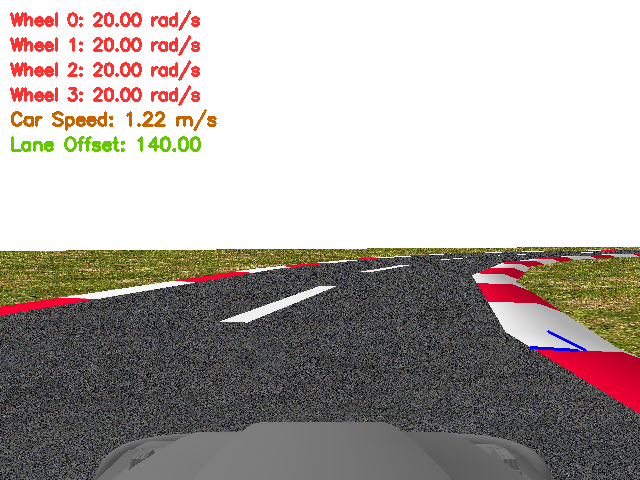 Wheel 0: 20.00 rad/s
Wheel 1: 20.00 rad/s
Wheel 2: 20.00 rad/s
Wheel 3: 20.00 rad/s
Car Speed: 1.22 m/s
Lane Offset: 140.00